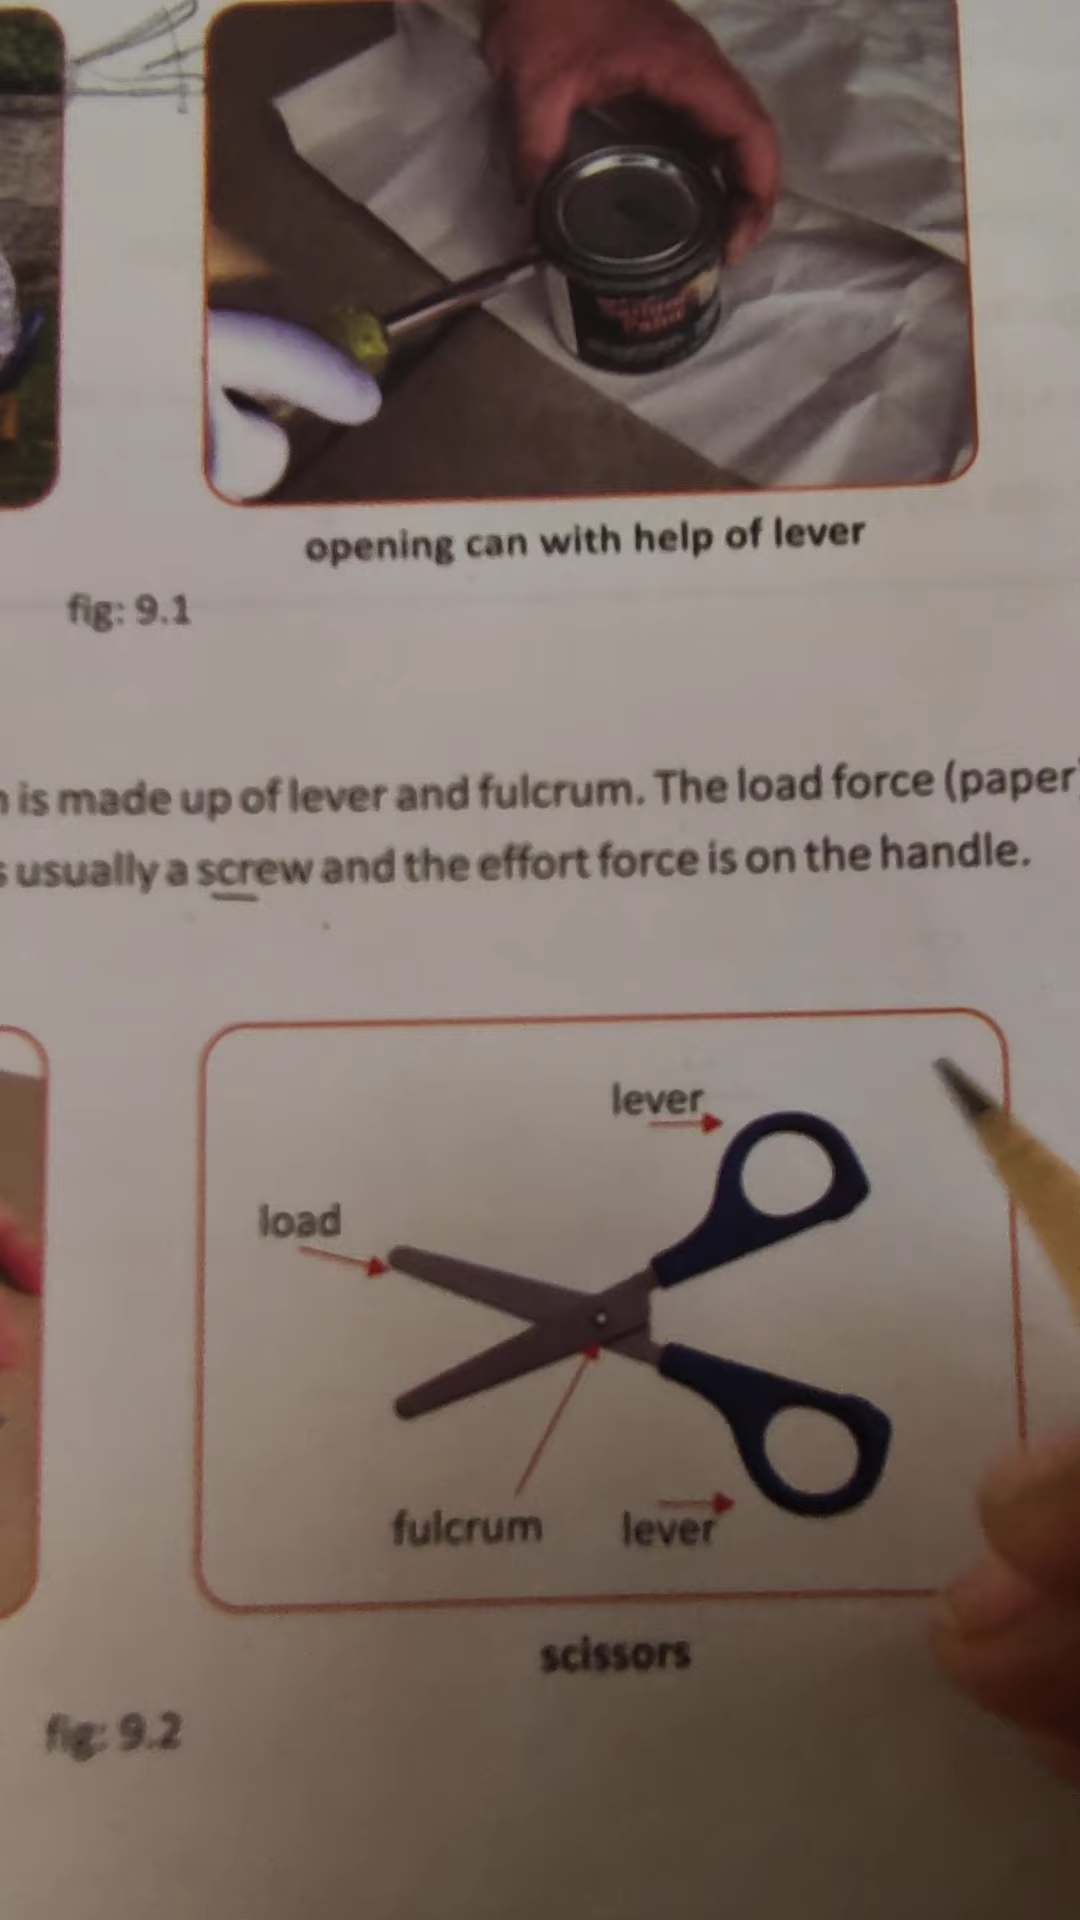 opening can with help of lever
fig: 9.1
is made up of lever and fulcrum. The load force (paper)
usually a screw and the effort force is on the handle.
lever
load
fulcrum
lever
scissors
fig: 9.2